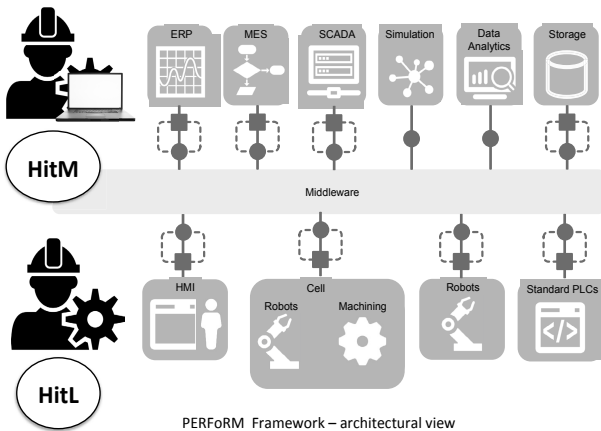 ERP
MES
SCADA
Simulation
Data
Analytics
Storage
HitM
Middleware
HMI
Cell
Robots
Machining
Robots
Standard PLCs
</>
HitL
PERFoRM Framework – architectural view